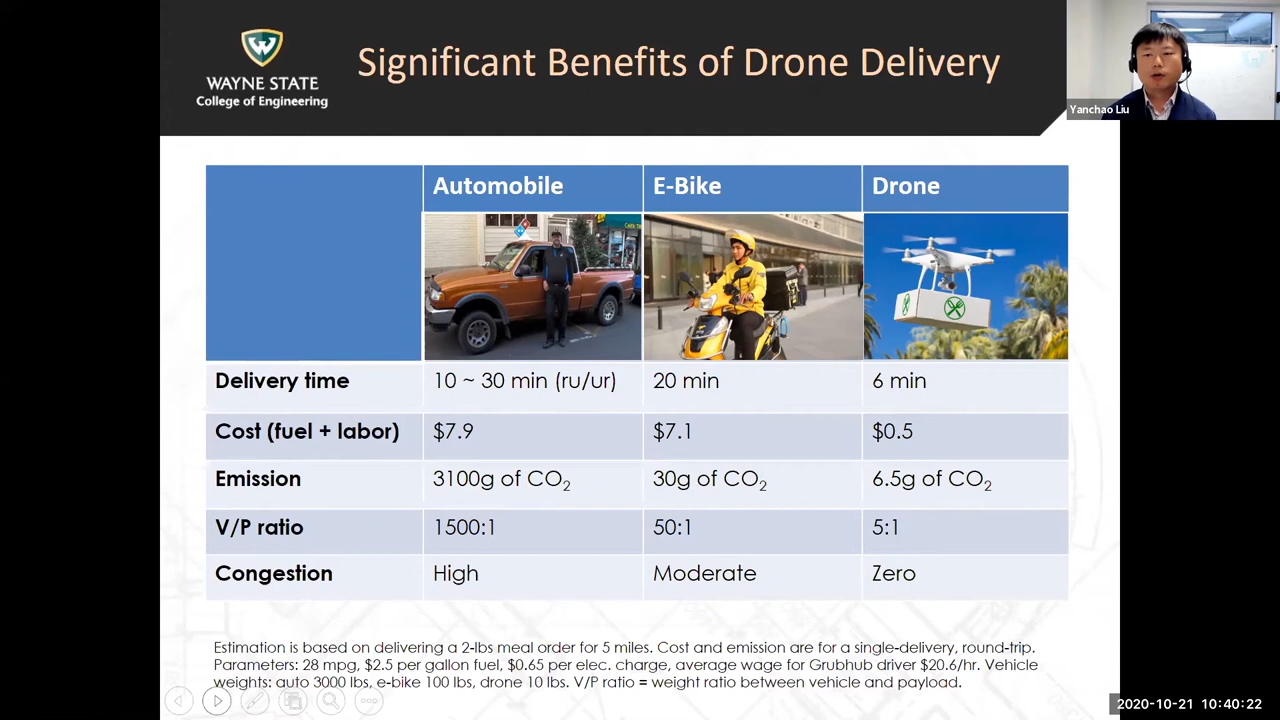 WAYNE STATE
College of Engineering
Significant Benefits of Drone Delivery
Yanchao Liu
Automobile E-Bike Drone
Delivery time 10 ~ 30 min (ru/ur) 20 min 6 min
Cost (fuel + labor) $7.9 $7.1 $0.5
Emission 3100g of CO₂ 30g of CO₂ 6.5g of CO₂
V/P ratio 1500:1 50:1 5:1
Congestion High Moderate Zero
Estimation is based on delivering a 2-lbs meal order for 5 miles. Cost and emission are for a single-delivery, round-trip.
Parameters: 28 mpg, $2.5 per gallon fuel, $0.65 per elec. charge, average wage for Grubhub driver $20.6/hr. Vehicle
weights: auto 3000 lbs, e-bike 100 lbs, drone 10 lbs. V/P ratio = weight ratio between vehicle and payload.
2020-10-21 10:40:22